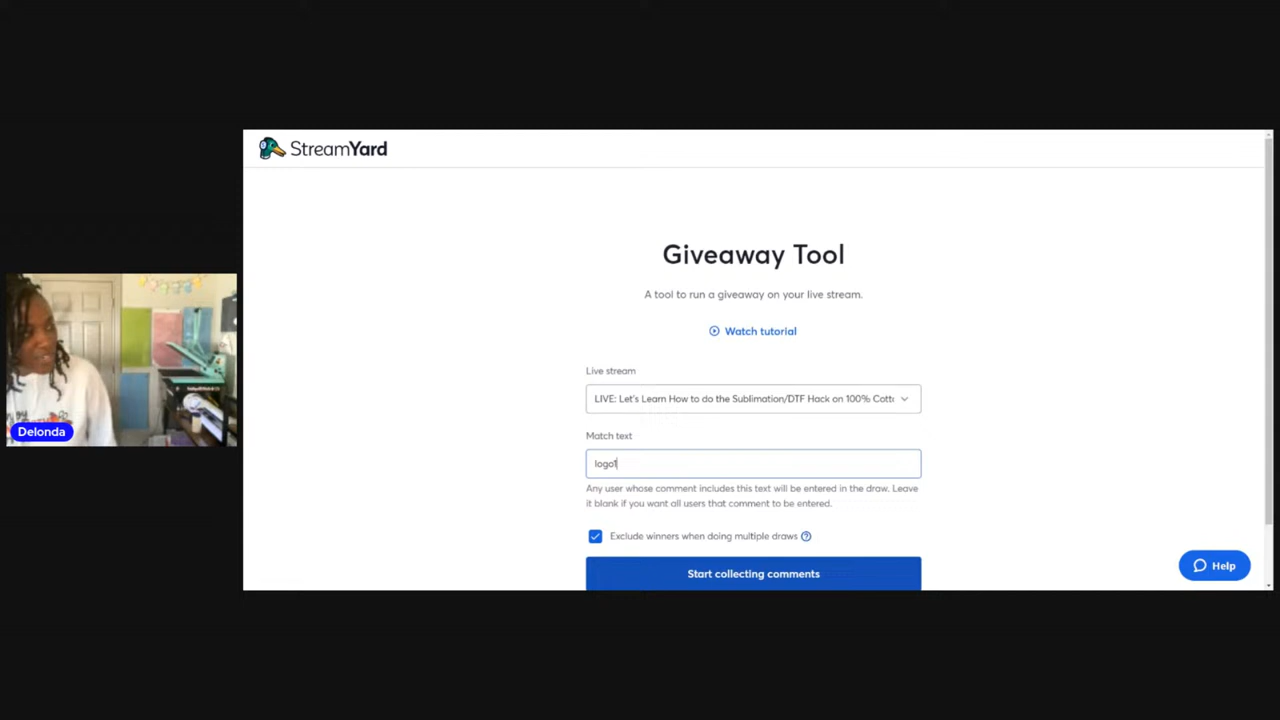 StreamYard
Giveaway Tool
A tool to run a giveaway on your live stream.
Watch tutorial
Live stream
LIVE: Let's Learn How to do the Sublimation/DTF Hack on 100% Cott
Match text
logo1
Any user whose comment includes this text will be entered in the draw. Leave
it blank if you want all users that comment to be entered.
Exclude winners when doing multiple draws
Start collecting comments
Help
Delonda